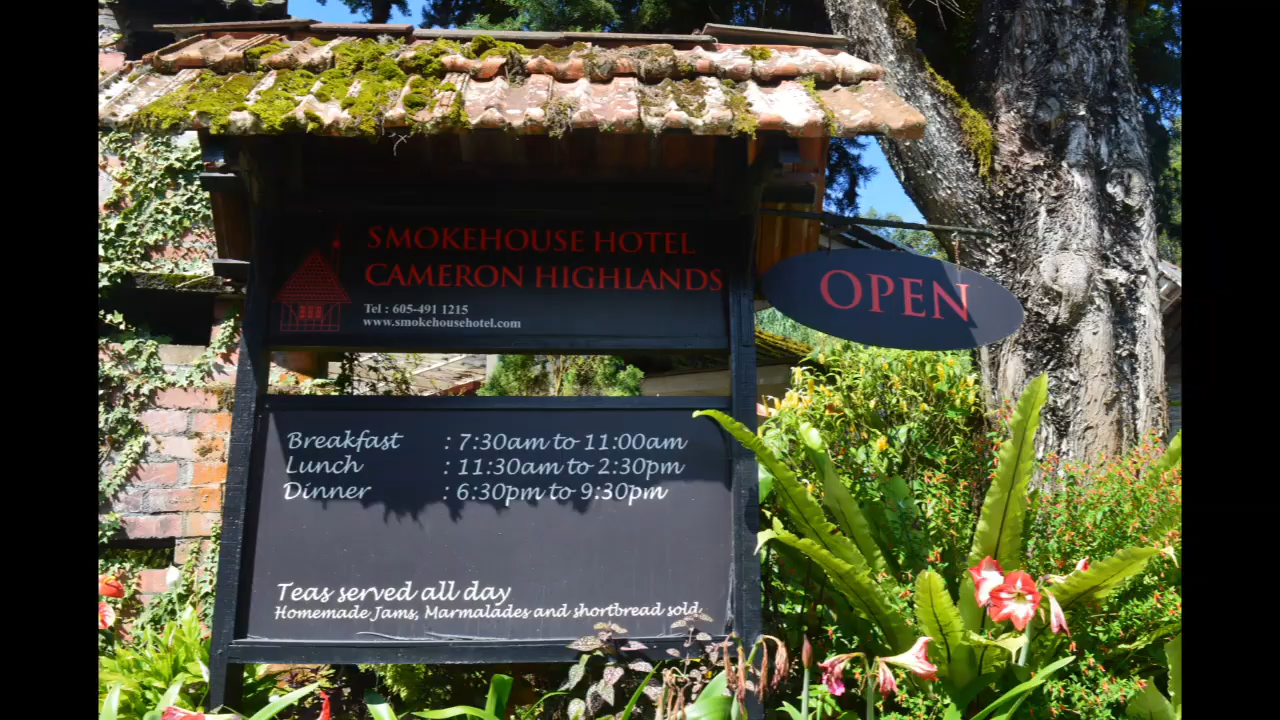 SMOKEHOUSE HOTEL
CAMERON HIGHLANDS
Tel : 605-491 1215
www.smokehousehotel.com
OPEN
Breakfast : 7:30am to 11:00am
Lunch : 11:30am to 2:30pm
Dinner : 6:30pm to 9:30pm
Teas served all day
Homemade Jams, Marmalades and shortbread sold